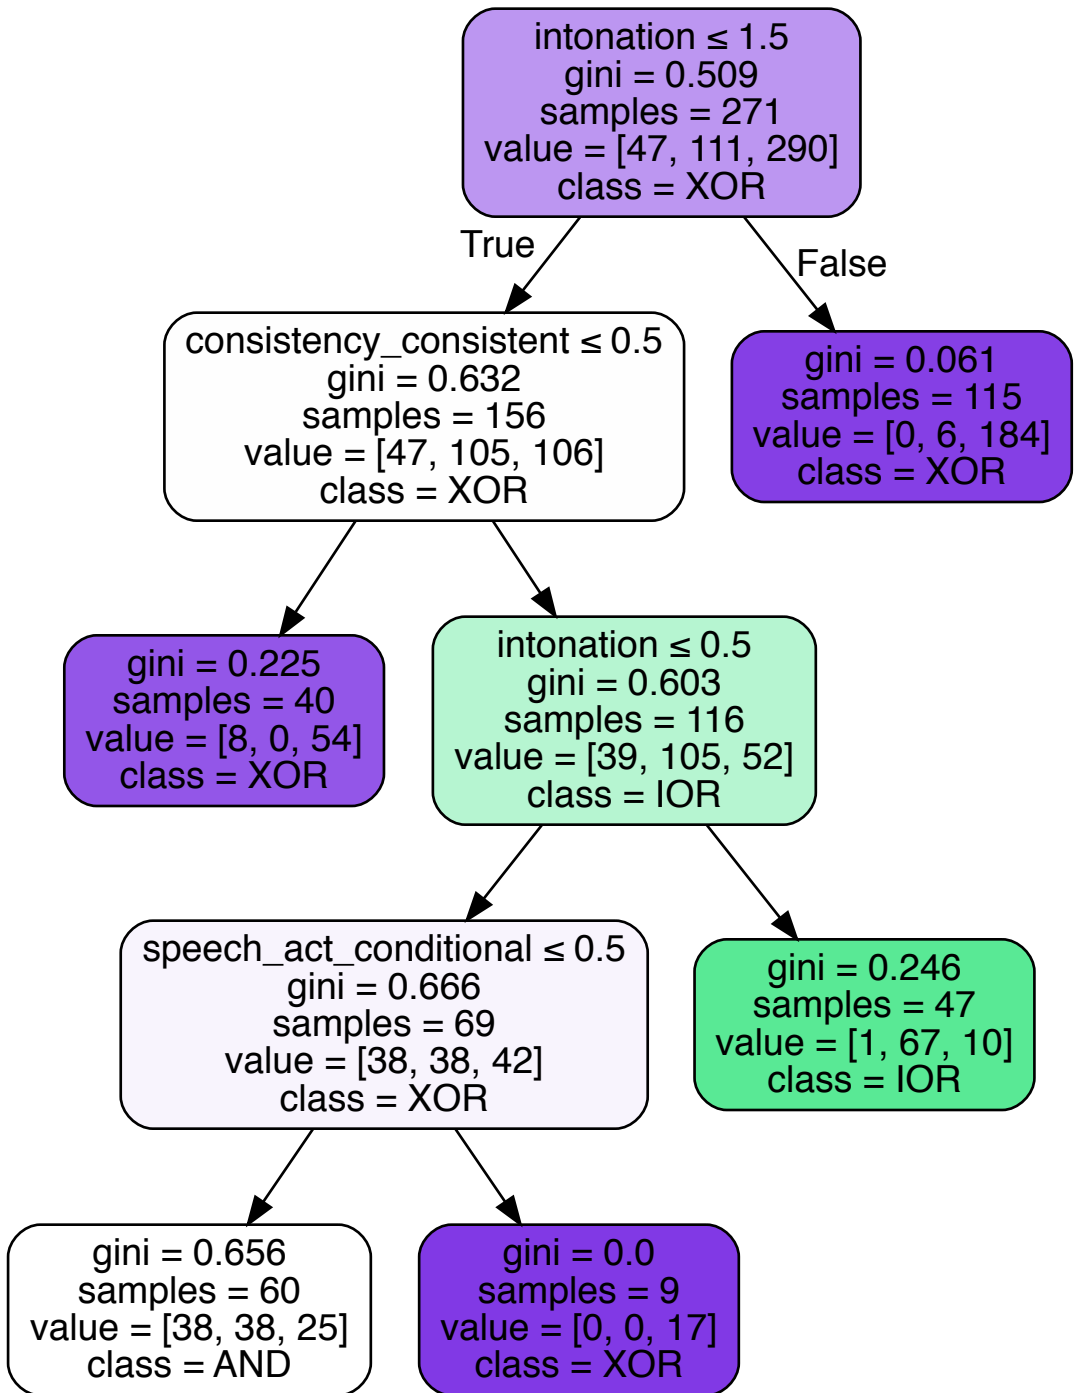 intonation ≤ 1.5
gini = 0.509
samples = 271
value = [47, 111, 290]
class = XOR
True
False
consistency_consistent ≤ 0.5
gini = 0.632
samples = 156
value = [47, 105, 106]
class = XOR
gini = 0.061
samples = 115
value = [0, 6, 184]
class = XOR
gini = 0.225
samples = 40
value = [8, 0, 54]
class = XOR
intonation ≤ 0.5
gini = 0.603
samples = 116
value = [39, 105, 52]
class = IOR
speech_act_conditional ≤ 0.5
gini = 0.666
samples = 69
value = [38, 38, 42]
class = XOR
gini = 0.246
samples = 47
value = [1, 67, 10]
class = IOR
gini = 0.656
samples = 60
value = [38, 38, 25]
class = AND
gini = 0.0
samples = 9
value = [0, 0, 17]
class = XOR